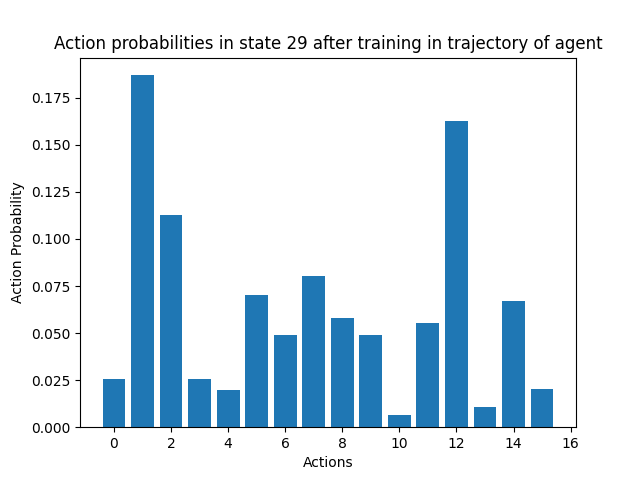 Action probabilities in state 29 after training in trajectory of agent
Action Probability
0.175
0.150
0.125
0.100
0.075
0.050
0.025
0.000
0 2 4 6 8 10 12 14 16
Actions